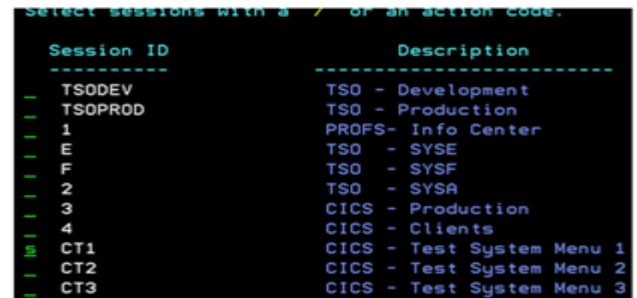 Select sessions with a / or an action code.
Session ID Description
---------- --------------------------
_ TSODEV TSO - Development
_ TSOPROD TSO - Production
_ 1 PROFS- Info Center
_ E TSO - SYSE
_ F TSO - SYSF
_ 2 TSO - SYSA
_ 3 CICS - Production
_ 4 CICS - Clients
s CT1 CICS - Test System Menu 1
_ CT2 CICS - Test System Menu 2
_ CT3 CICS - Test System Menu 3